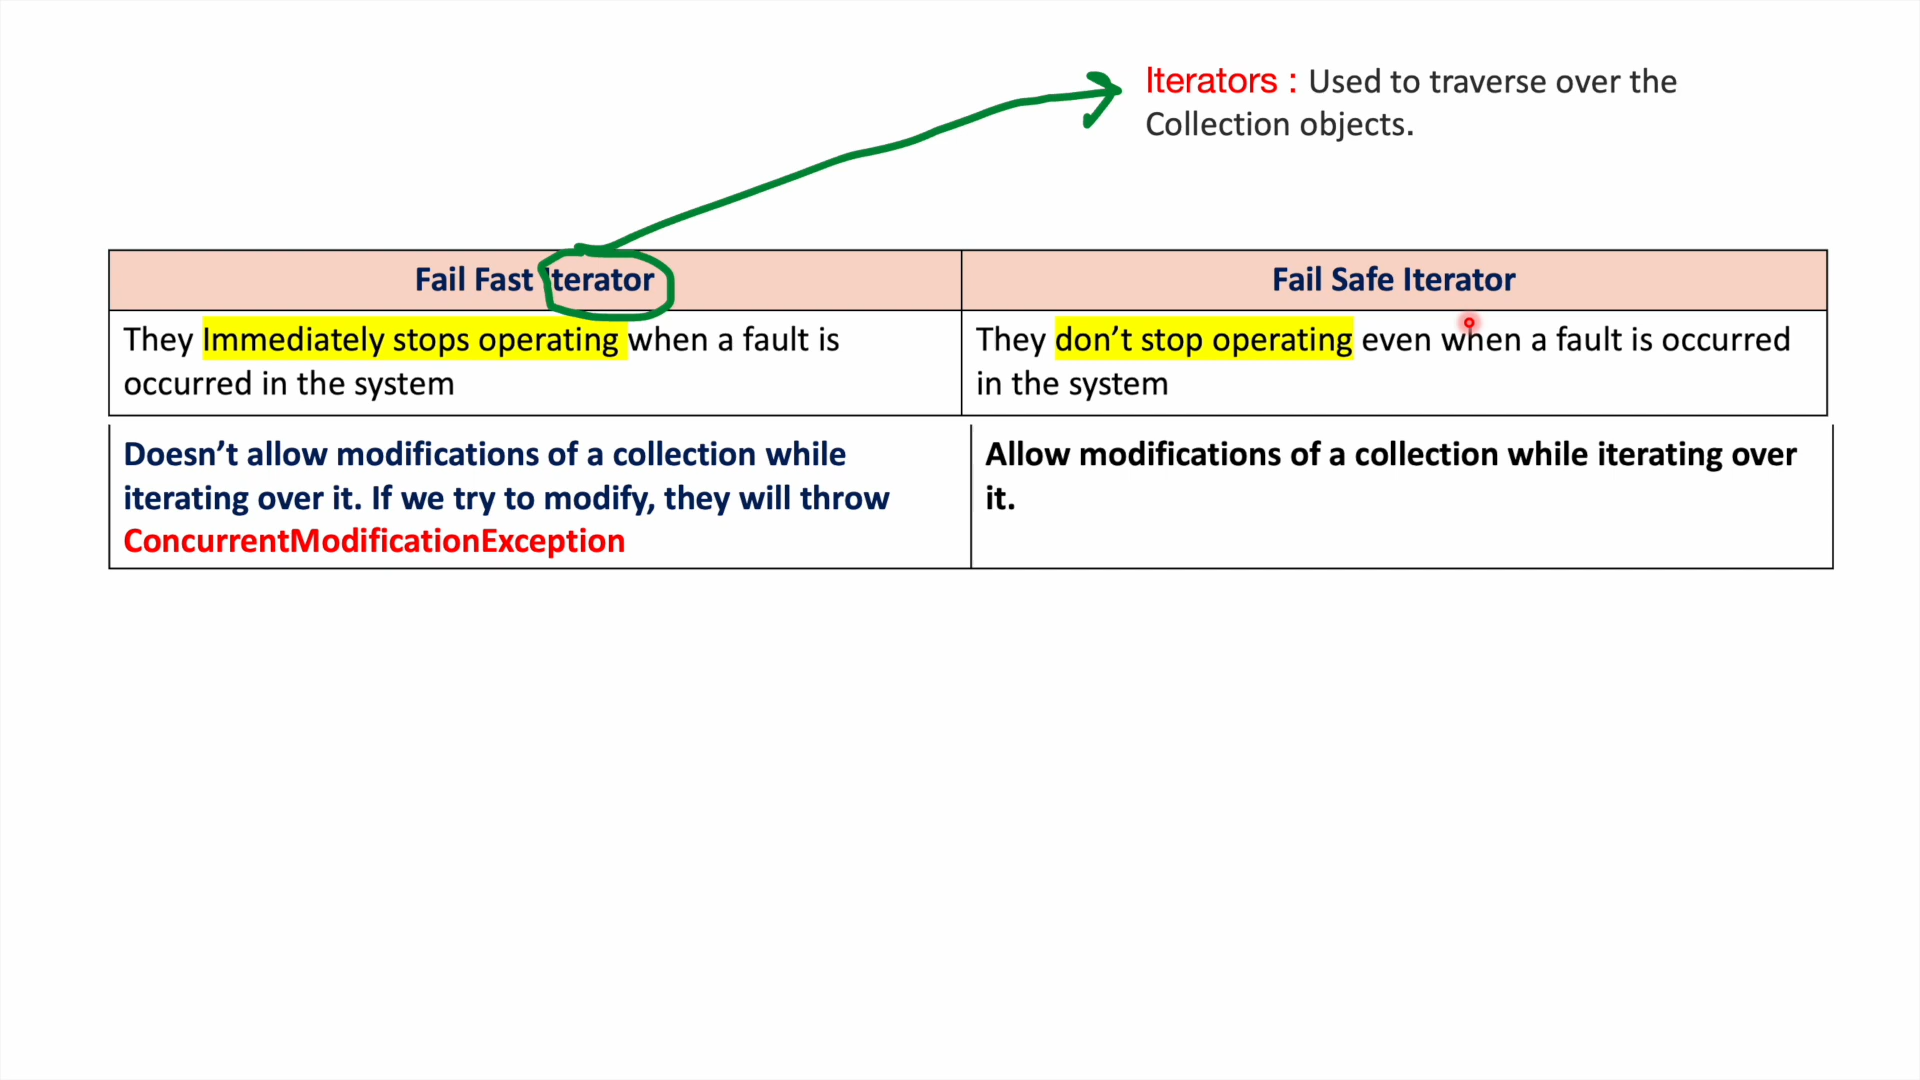 Iterators : Used to traverse over the
Collection objects.
Fail Fast Iterator
Fail Safe Iterator
They Immediately stops operating when a fault is
occurred in the system
They don’t stop operating even when a fault is occurred
in the system
Doesn’t allow modifications of a collection while
iterating over it. If we try to modify, they will throw
ConcurrentModificationException
Allow modifications of a collection while iterating over
it.